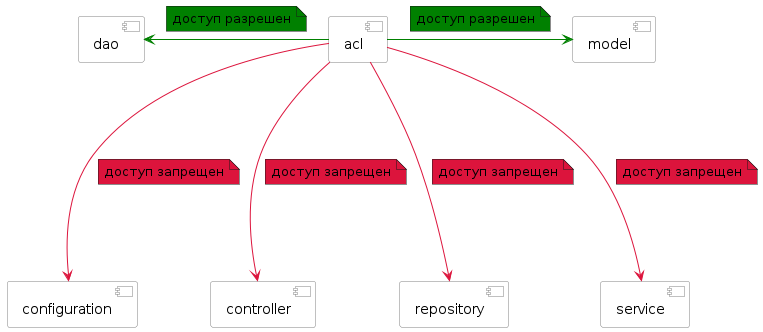 доступ разрешен
доступ разрешен
dao
acl
model
доступ запрещен
доступ запрещен
доступ запрещен
доступ запрещен
configuration
controller
repository
service